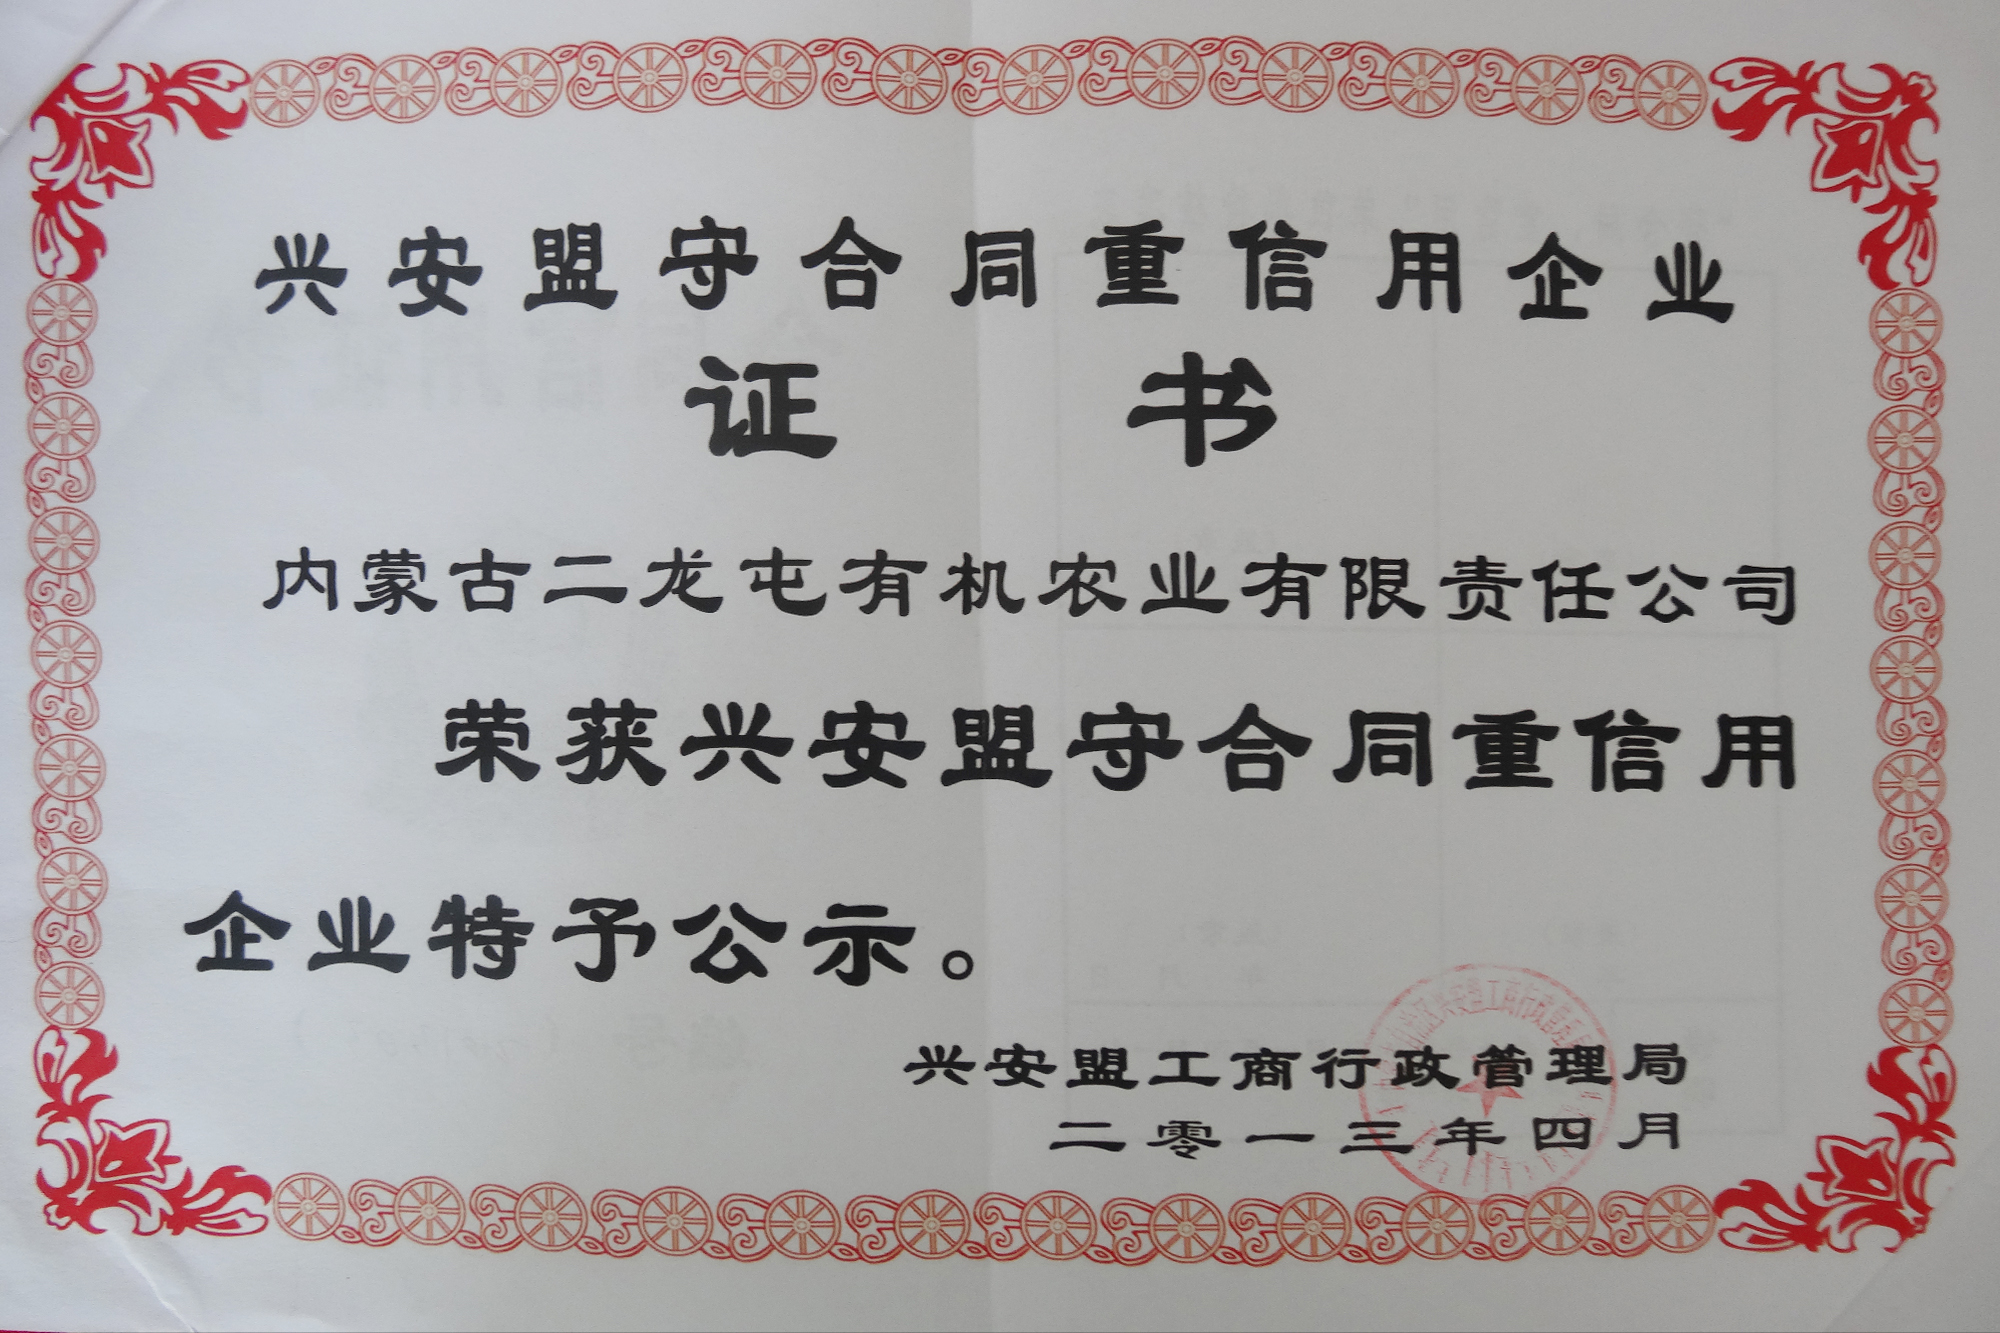 兴安盟守合同重信用企业
证书
内蒙古二龙屯有机农业有限责任公司
荣获兴安盟守合同重信用
企业特予公示。
兴安盟工商行政管理局
二零一三年四月